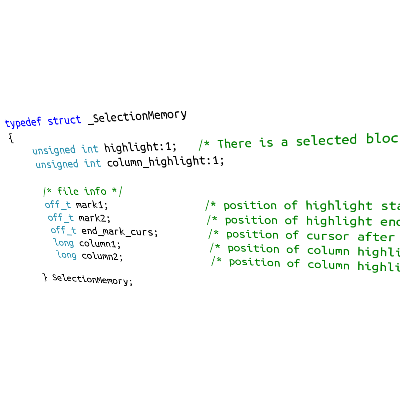 typedef struct _SelectionMemory
{
unsigned int highlight:1; /* There is a selected bloc
unsigned int column_highlight:1;
/* file info */
off_t mark1; /* position of highlight sta
off_t mark2; /* position of highlight end
off_t end_mark_curs; /* position of cursor after
long column1; /* position of column highli
long column2; /* position of column highli
} SelectionMemory;